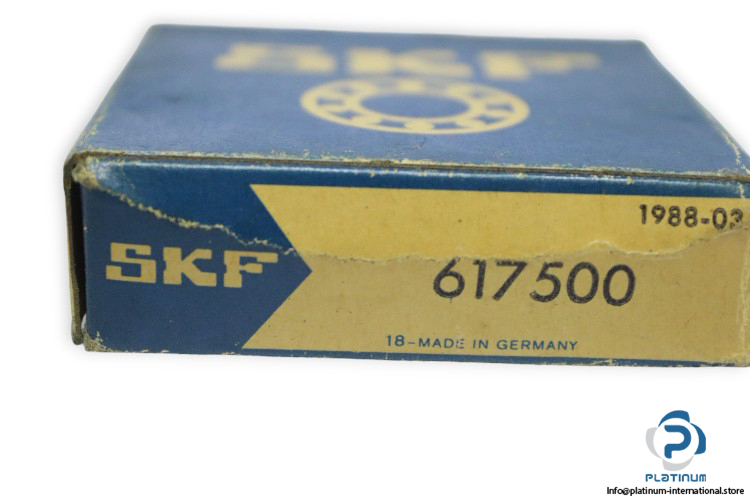 SKF
1988-03
SKF
617500
18-MADE IN GERMANY
PLATINUM
Info@platinum-international.store